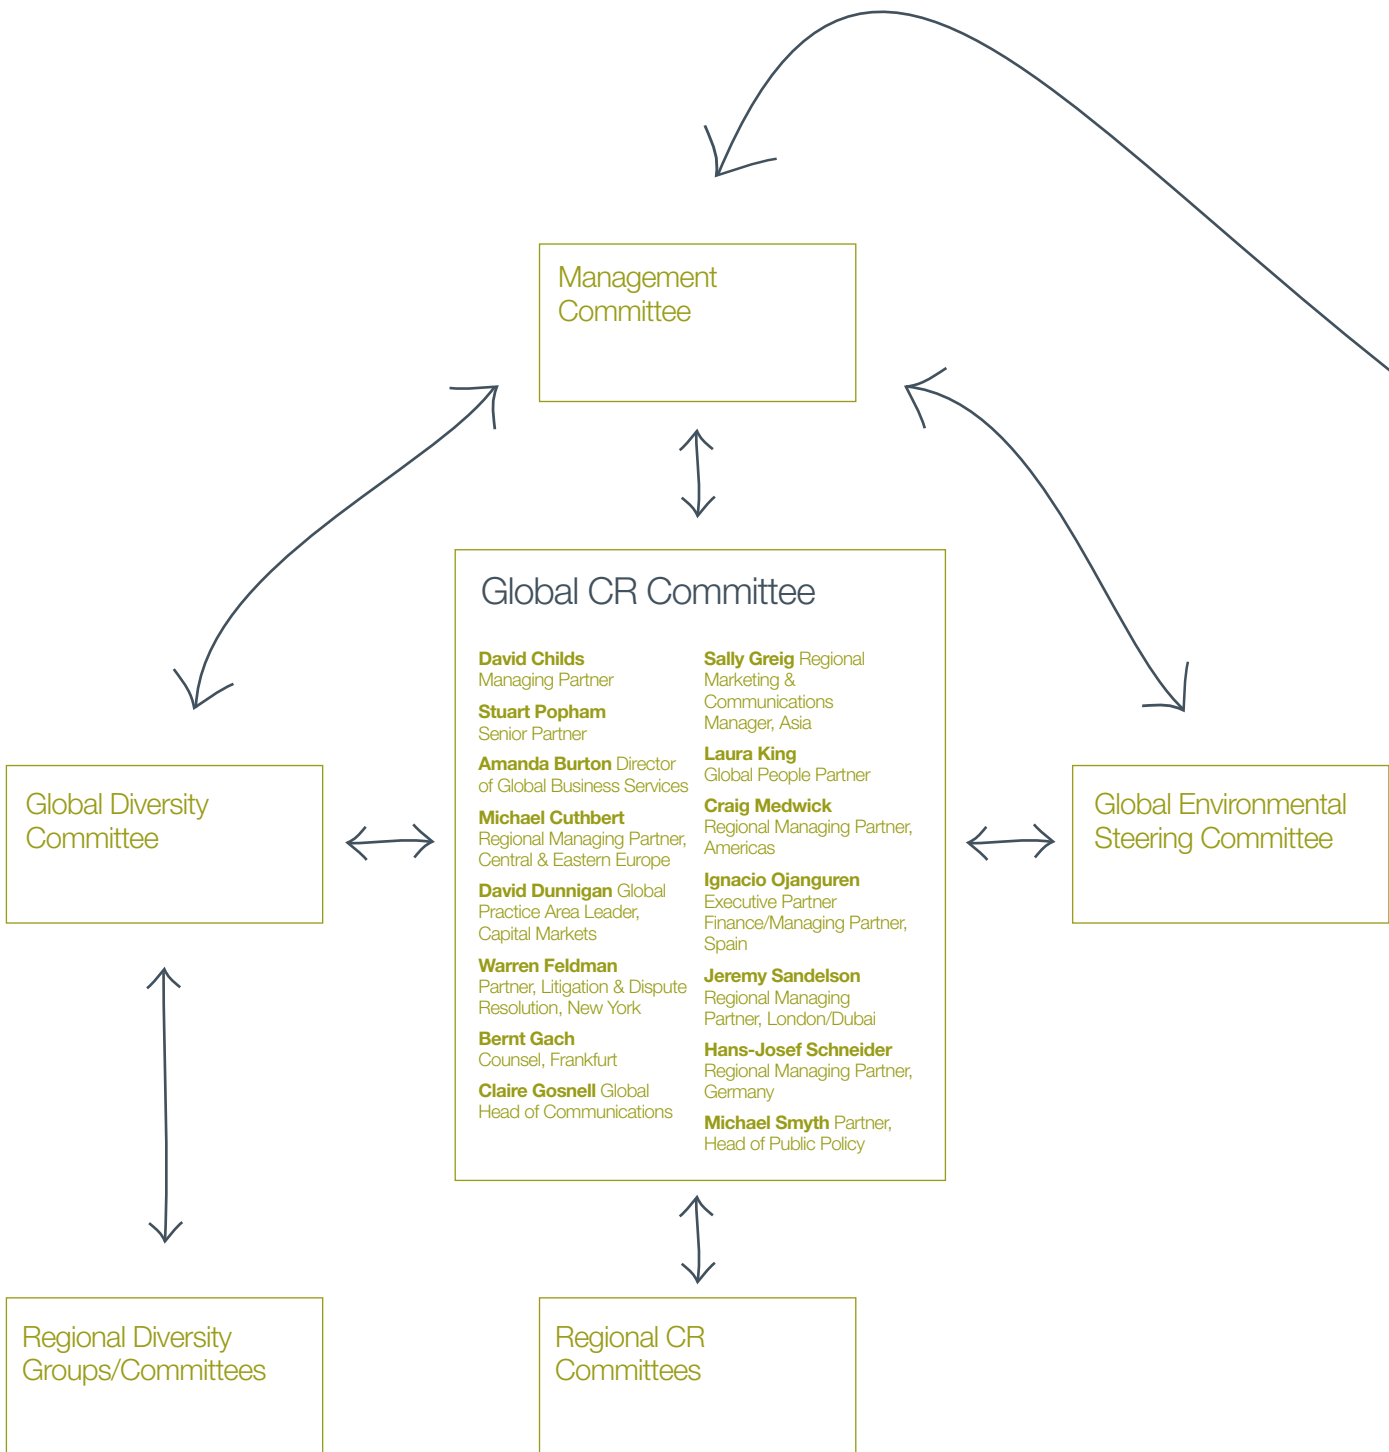 Management
Committee
Global CR Committee
David Childs
Managing Partner
Stuart Popham
Senior Partner
Amanda Burton Director
of Global Business Services
Michael Cuthbert
Regional Managing Partner,
Central & Eastern Europe
David Dunnigan Global
Practice Area Leader,
Capital Markets
Warren Feldman
Partner, Litigation & Dispute
Resolution, New York
Bernt Gach
Counsel, Frankfurt
Claire Gosnell Global
Head of Communications
Sally Greig Regional
Marketing &
Communications
Manager, Asia
Laura King
Global People Partner
Craig Medwick
Regional Managing Partner,
Americas
Ignacio Ojanguren
Executive Partner
Finance/Managing Partner,
Spain
Jeremy Sandelson
Regional Managing
Partner, London/Dubai
Hans-Josef Schneider
Regional Managing Partner,
Germany
Michael Smyth Partner,
Head of Public Policy
Global Diversity
Committee
Global Environmental
Steering Committee
Regional Diversity
Groups/Committees
Regional CR
Committees